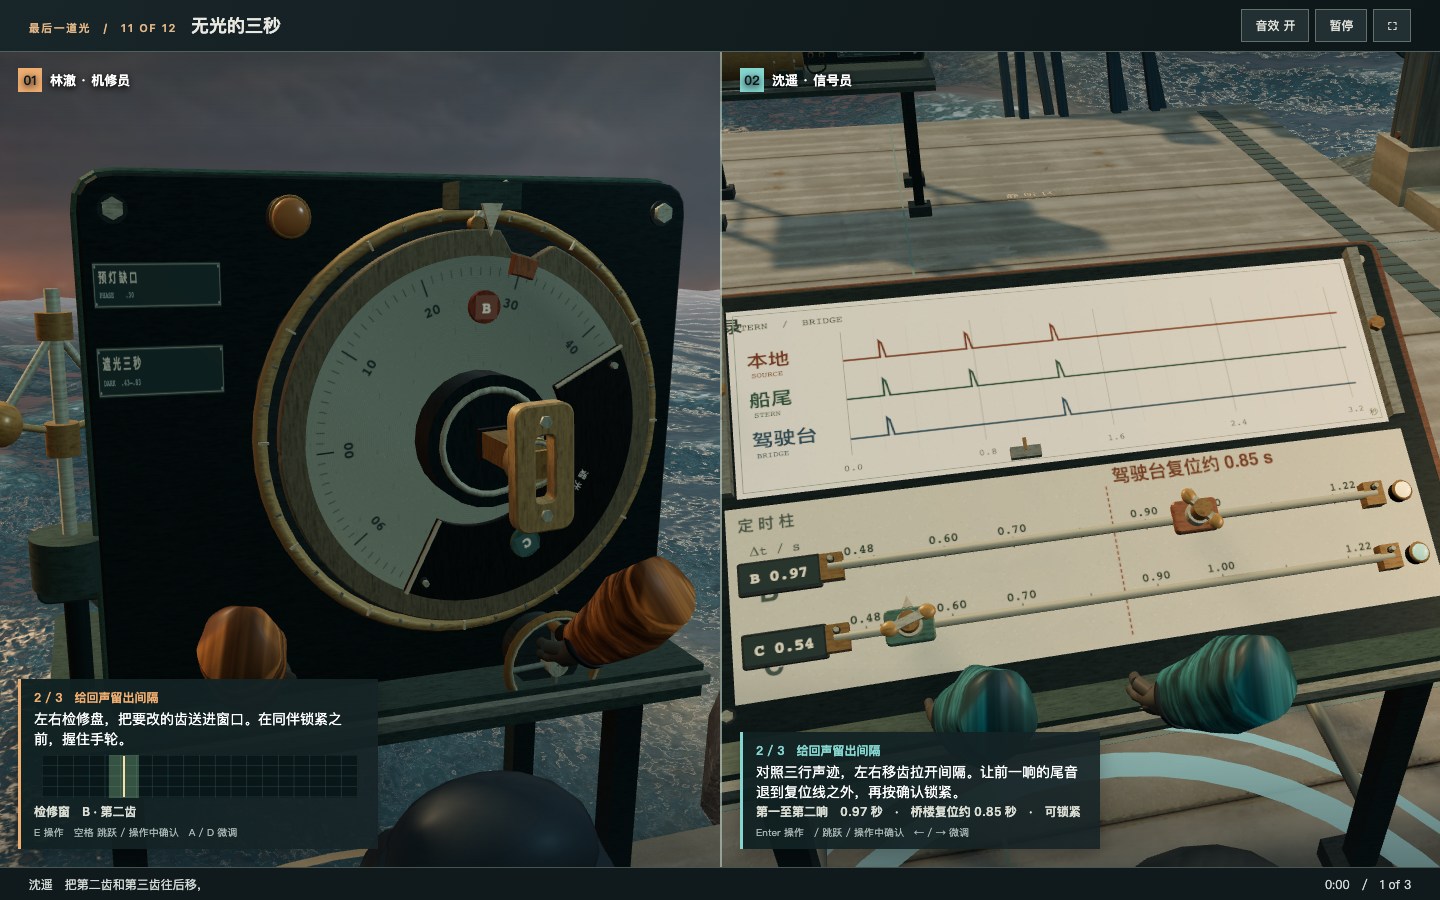 最后一道光 / 11 OF 12 无光的三秒
音效 开
暂停
01 林澈 · 机修员
02 沈遥 · 信号员
预灯缺口
PHASE .30
遮光三秒
00
10
20
30
40
90
B
C
遮光
TERN / BRIDGE
本地
SOURCE
船尾
STERN
驾驶台
BRIDGE
0.0
0.8
1.6
2.4
3.2 秒
驾驶台复位约 0.85 s
定时柱
Δt / s
B 0.97
0.48 0.60 0.70 0.90 1.22
C 0.54
0.48 0.60 0.70 0.90 1.00 1.22
2 / 3 给回声留出间隔
左右检修盘，把要改的齿送进窗口。在同伴锁紧之
前，握住手轮。
检修窗 B · 第二齿
E 操作 空格 跳跃 / 操作中确认 A / D 微调
2 / 3 给回声留出间隔
对照三行声迹，左右移齿拉开间隔。让前一响的尾音
退到复位线之外，再按确认锁紧。
第一至第二响 0.97 秒 · 桥楼复位约 0.85 秒 · 可锁紧
Enter 操作 / 跳跃 / 操作中确认 ←/→ 微调
沈遥 把第二齿和第三齿往后移，
0:00 / 1 of 3